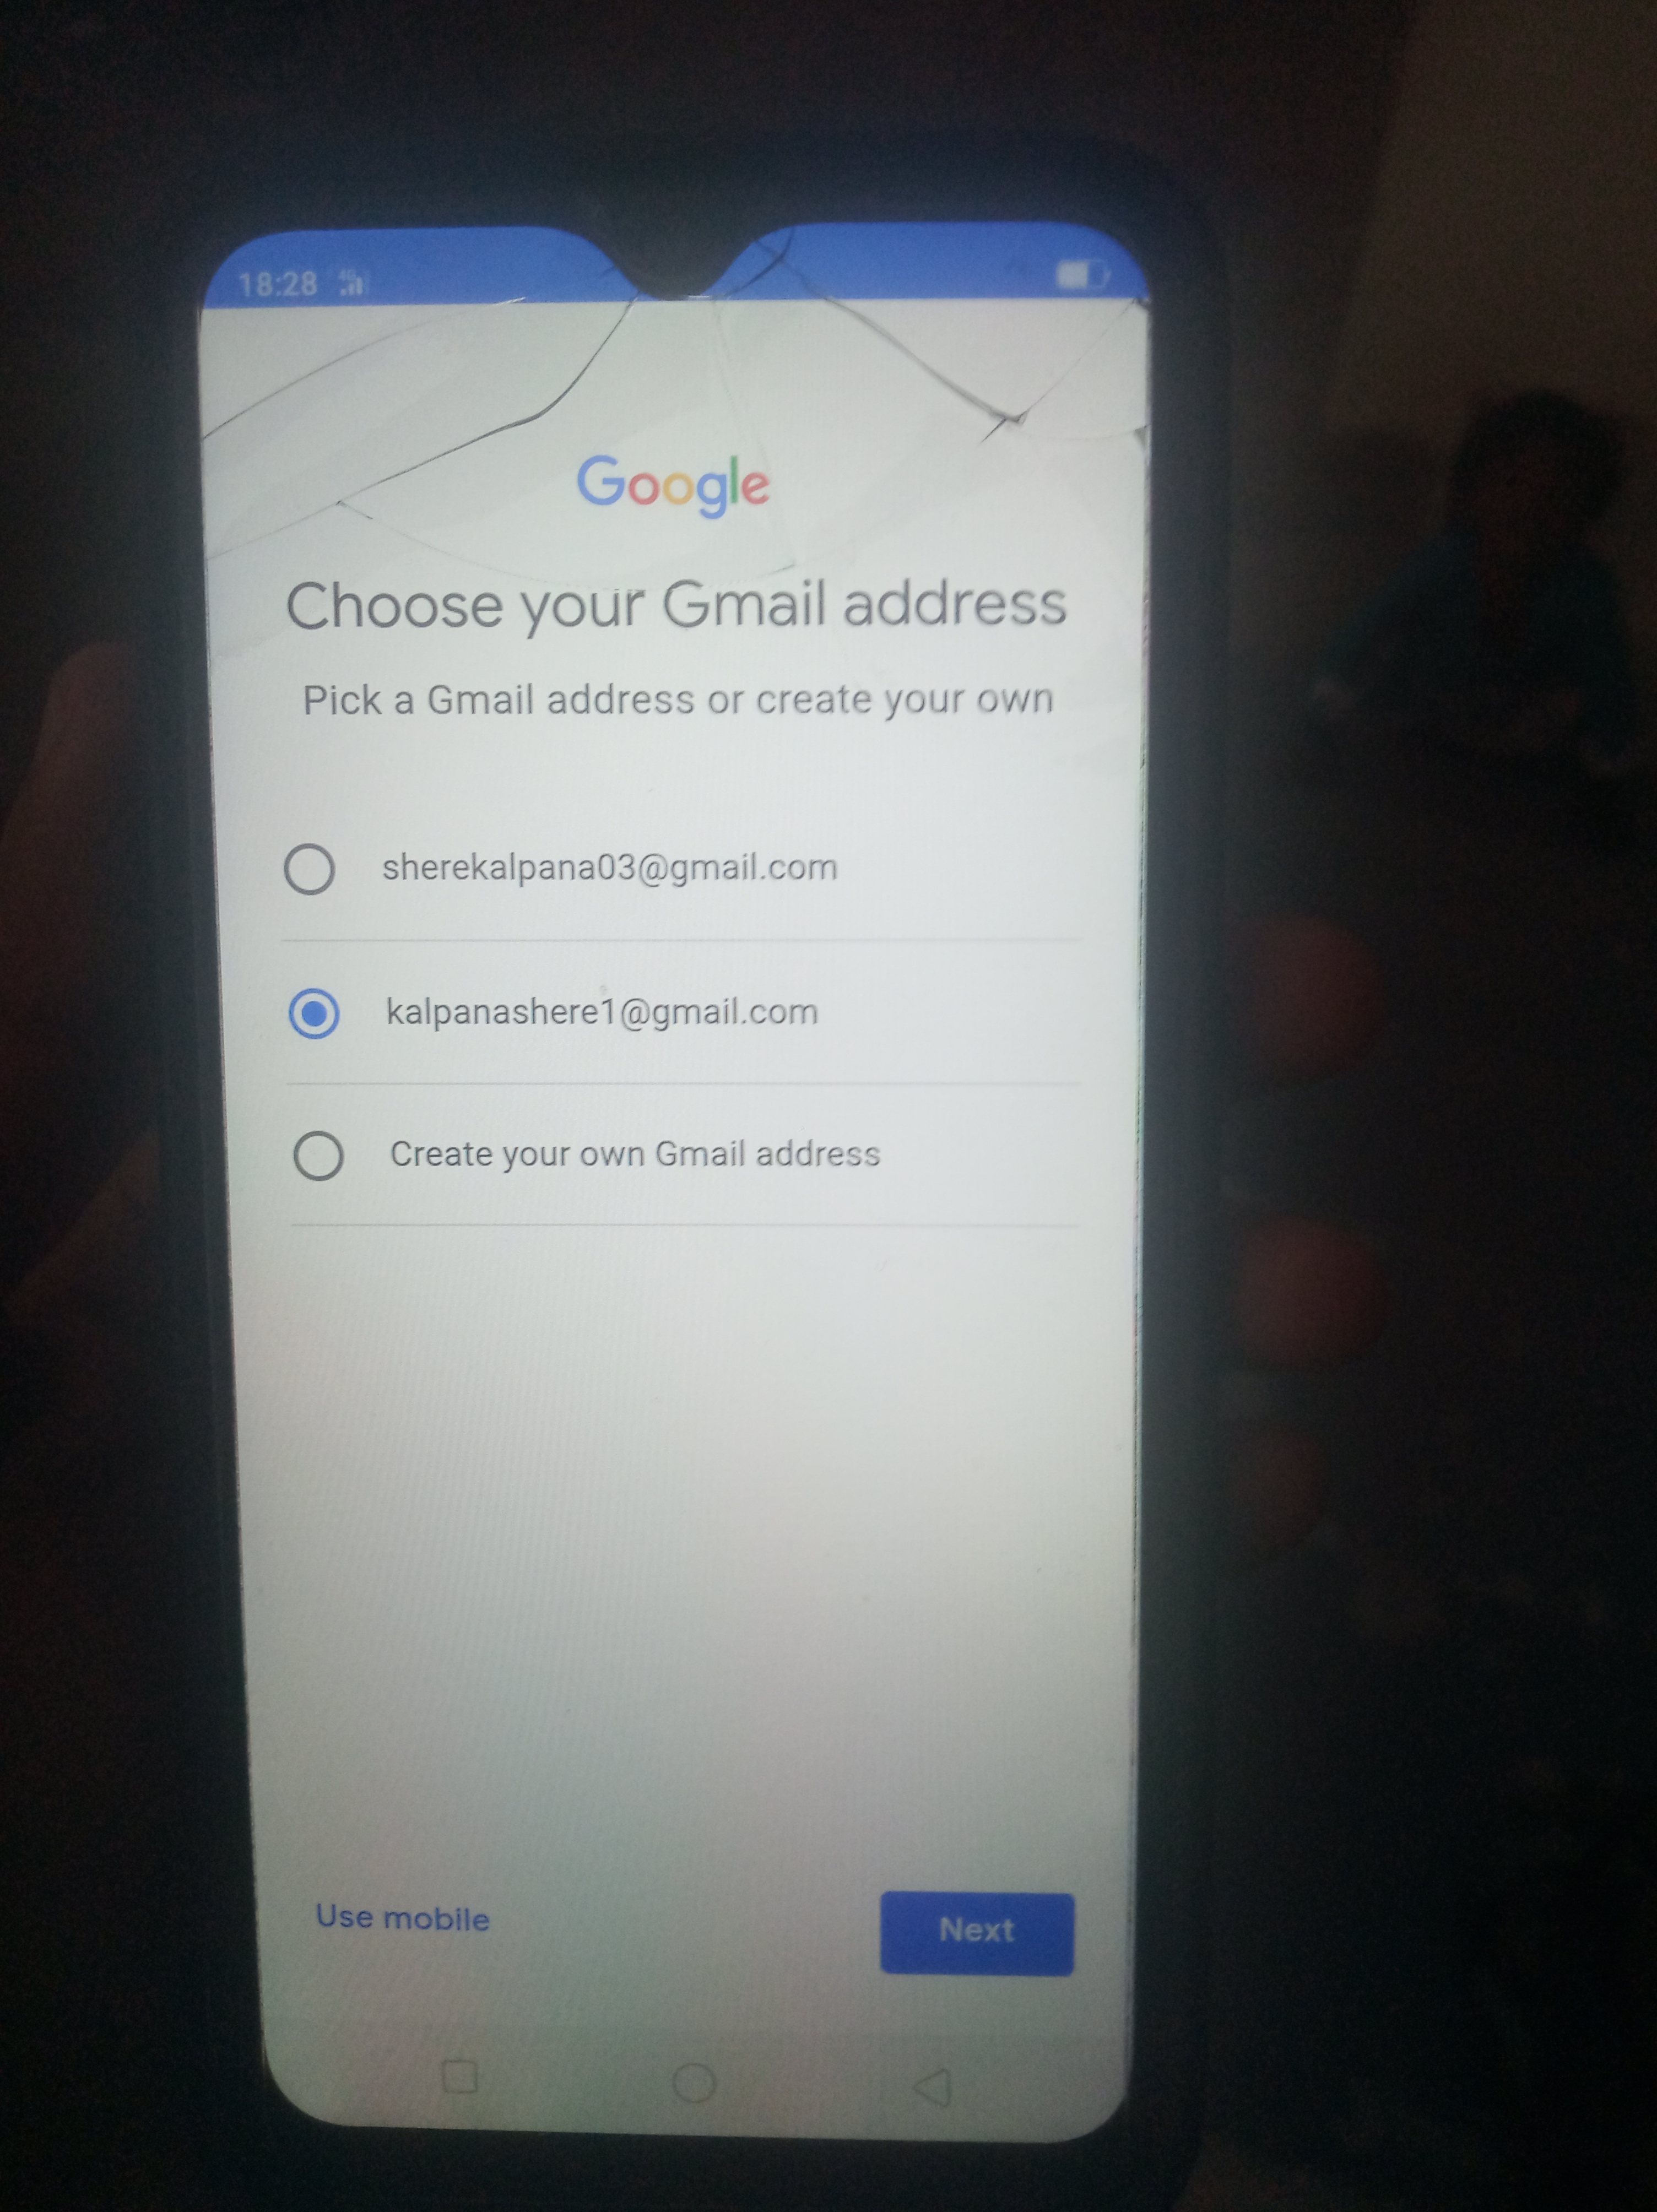 18:28 4G
Google
Choose your Gmail address
Pick a Gmail address or create your own
sherekalpana03@gmail.com
kalpanashere1@gmail.com
Create your own Gmail address
Use mobile
Next